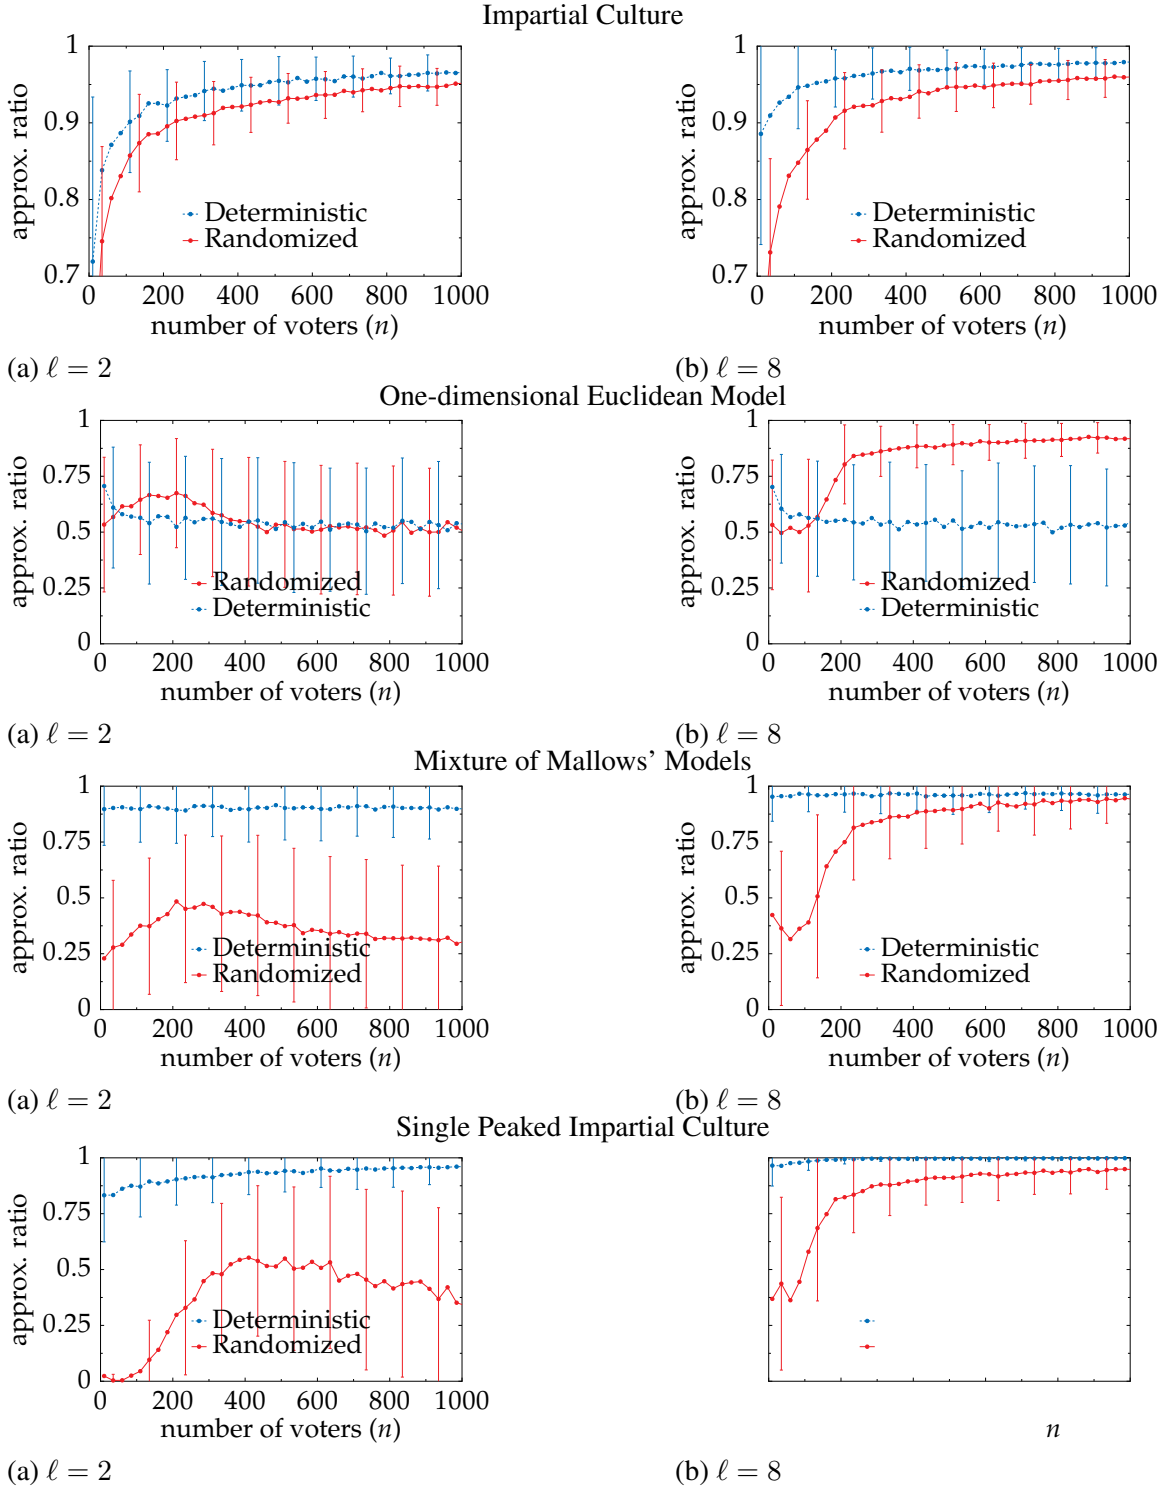 Impartial Culture
approx. ratio
1
0.9
0.8
0.7
Deterministic
Randomized
0 200 400 600 800 1000
number of voters (n)
(a) ℓ = 2
approx. ratio
1
0.9
0.8
0.7
Deterministic
Randomized
0 200 400 600 800 1000
number of voters (n)
(b) ℓ = 8
One-dimensional Euclidean Model
approx. ratio
1
0.75
0.5
0.25
0
Randomized
Deterministic
0 200 400 600 800 1000
number of voters (n)
(a) ℓ = 2
approx. ratio
1
0.75
0.5
0.25
0
Randomized
Deterministic
0 200 400 600 800 1000
number of voters (n)
(b) ℓ = 8
Mixture of Mallows' Models
approx. ratio
1
0.75
0.5
0.25
0
Deterministic
Randomized
0 200 400 600 800 1000
number of voters (n)
(a) ℓ = 2
approx. ratio
1
0.75
0.5
0.25
0
Deterministic
Randomized
0 200 400 600 800 1000
number of voters (n)
(b) ℓ = 8
Single Peaked Impartial Culture
approx. ratio
1
0.75
0.5
0.25
0
Deterministic
Randomized
0 200 400 600 800 1000
number of voters (n)
(a) ℓ = 2
n
(b) ℓ = 8